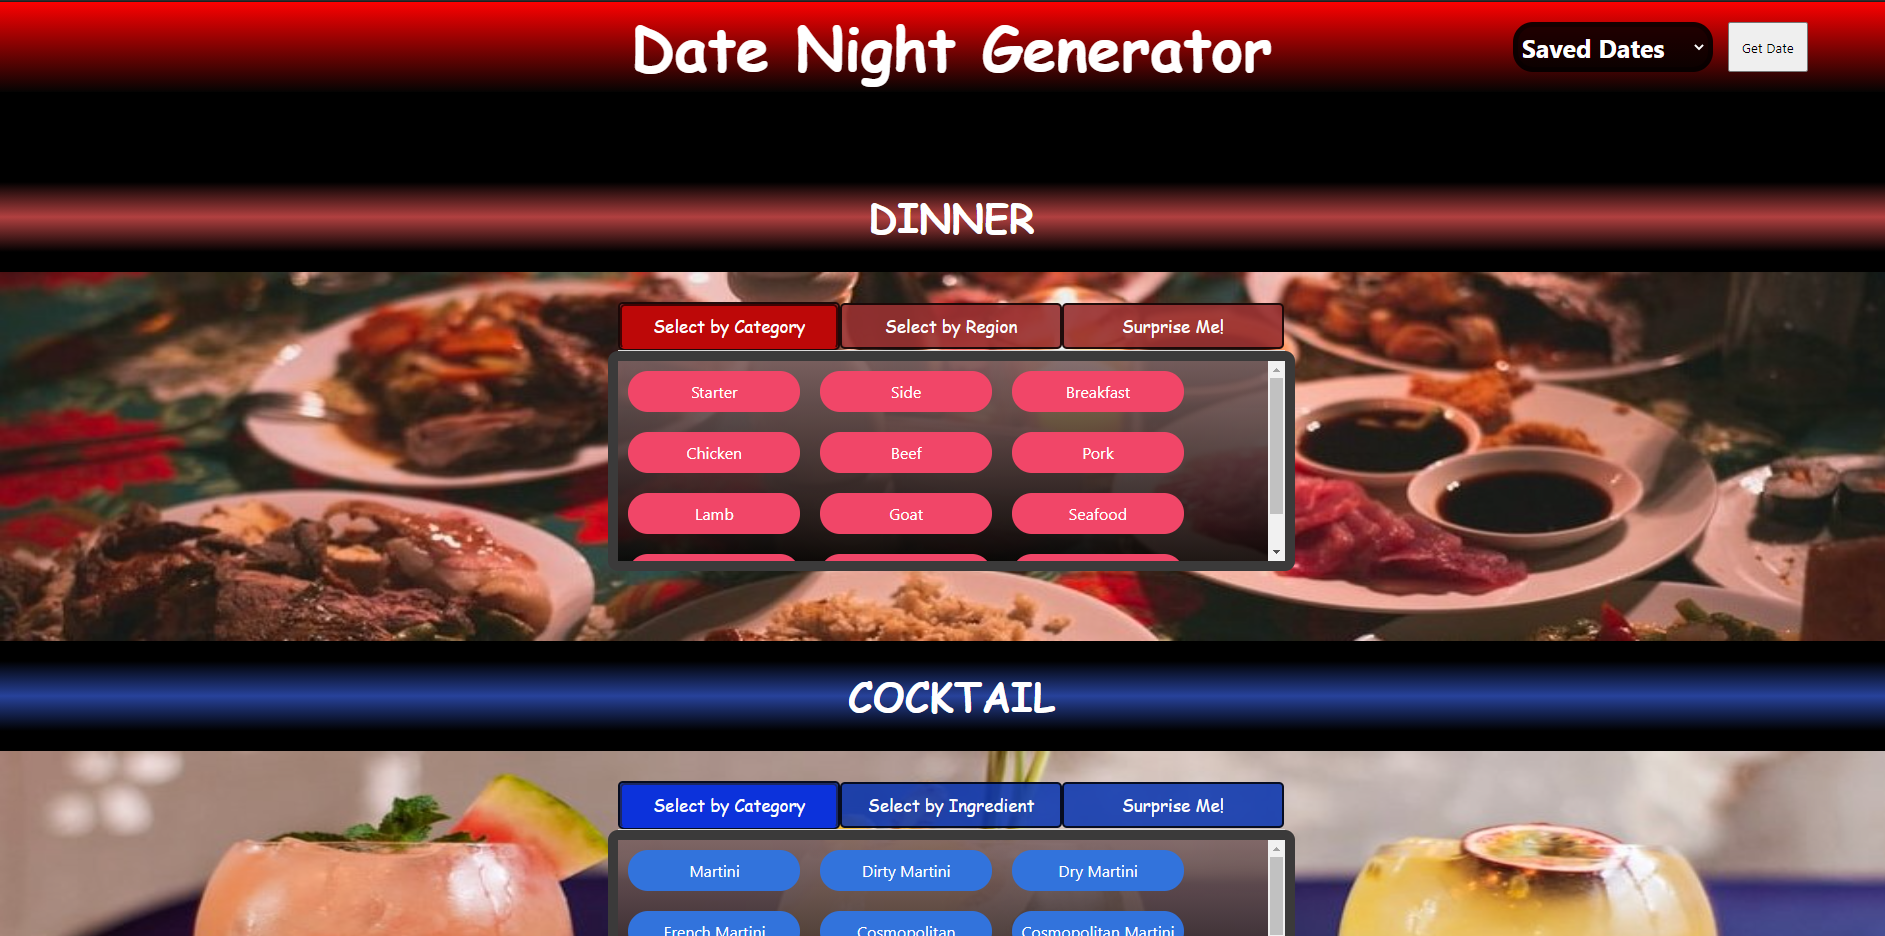 Date Night Generator
Saved Dates
Get Date
DINNER
Select by Category
Select by Region
Surprise Me!
Starter
Side
Breakfast
Chicken
Beef
Pork
Lamb
Goat
Seafood
COCKTAIL
Select by Category
Select by Ingredient
Surprise Me!
Martini
Dirty Martini
Dry Martini
French Martini
Cosmopolitan
Cosmopolitan Martini